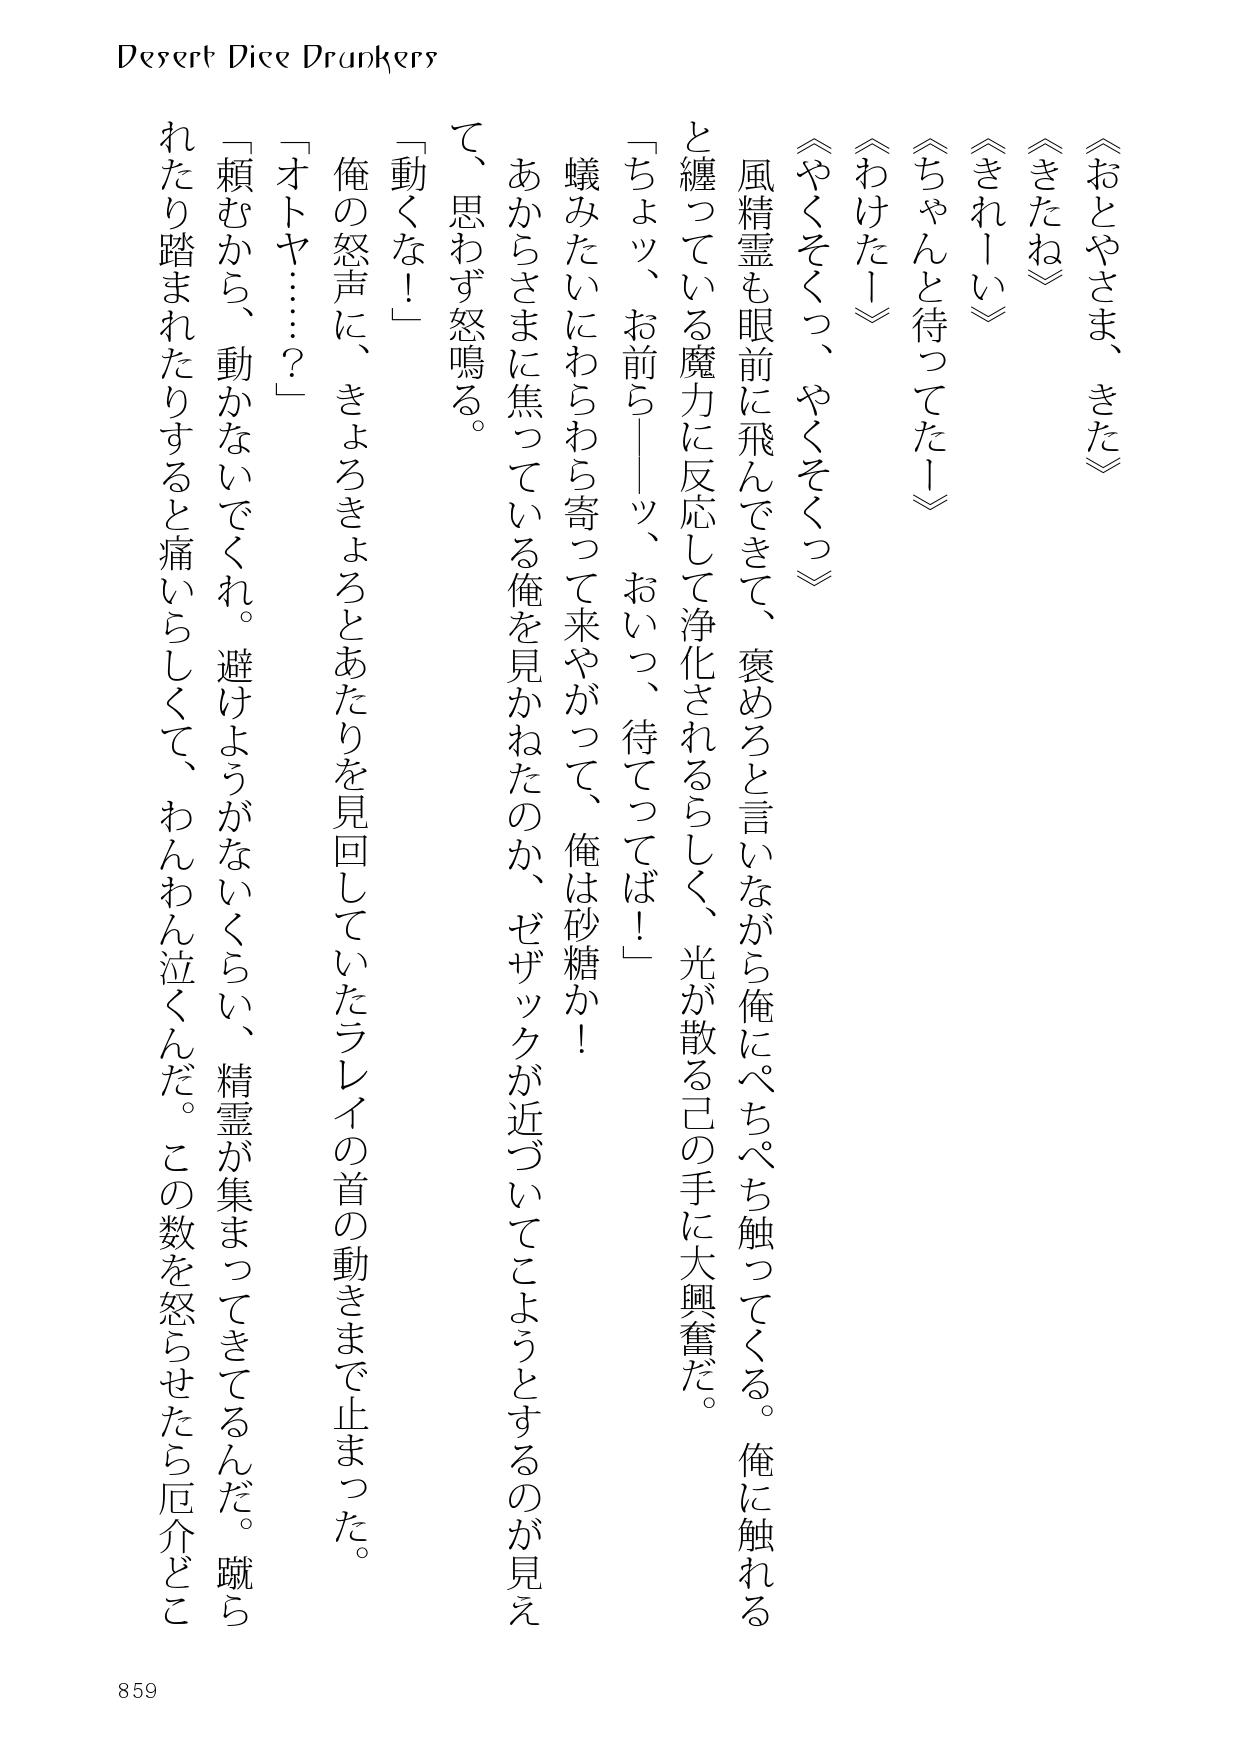 Desert Dice Drunkers
《おとやさま、きた》
《きたね》
《きれーい》
《ちゃんと待ってたー》
《わけたー》
《やくそくっ、やくそくっ》
　風精霊も眼前に飛んできて、褒めろと言いながら俺にぺちぺち触ってくる。俺に触れる
と纏っている魔力に反応して浄化されるらしく、光が散る己の手に大興奮だ。
「ちょッ、お前ら――ッ、おいっ、待てってば！」
　蟻みたいにわらわら寄って来やがって、俺は砂糖か！
　あからさまに焦っている俺を見かねたのか、ゼザックが近づいてこようとするのが見え
て、思わず怒鳴る。
「動くな！」
　俺の怒声に、きょろきょろとあたりを見回していたラレイの首の動きまで止まった。
「オトヤ……？」
「頼むから、動かないでくれ。避けようがないくらい、精霊が集まってきてるんだ。蹴ら
れたり踏まれたりすると痛いらしくて、わんわん泣くんだ。この数を怒らせたら厄介どこ
859